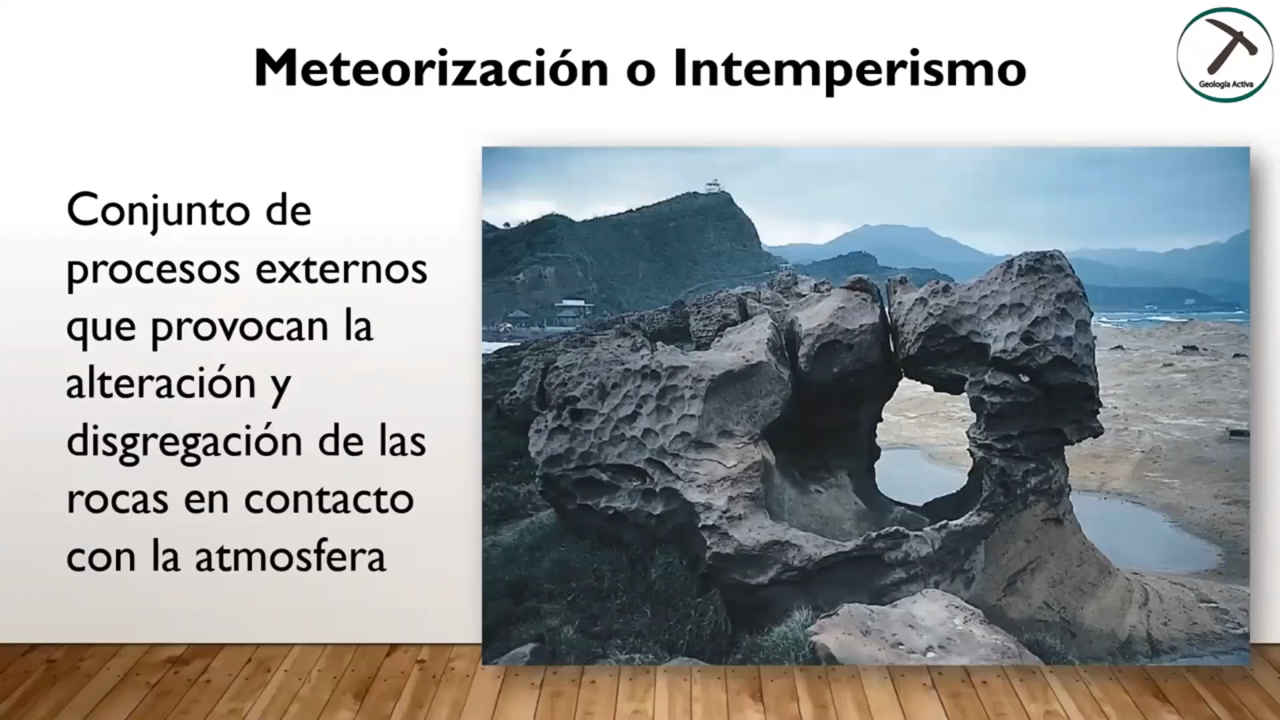 Meteorización o Intemperismo
Geología Activa
Conjunto de
procesos externos
que provocan la
alteración y
disgregación de las
rocas en contacto
con la atmosfera